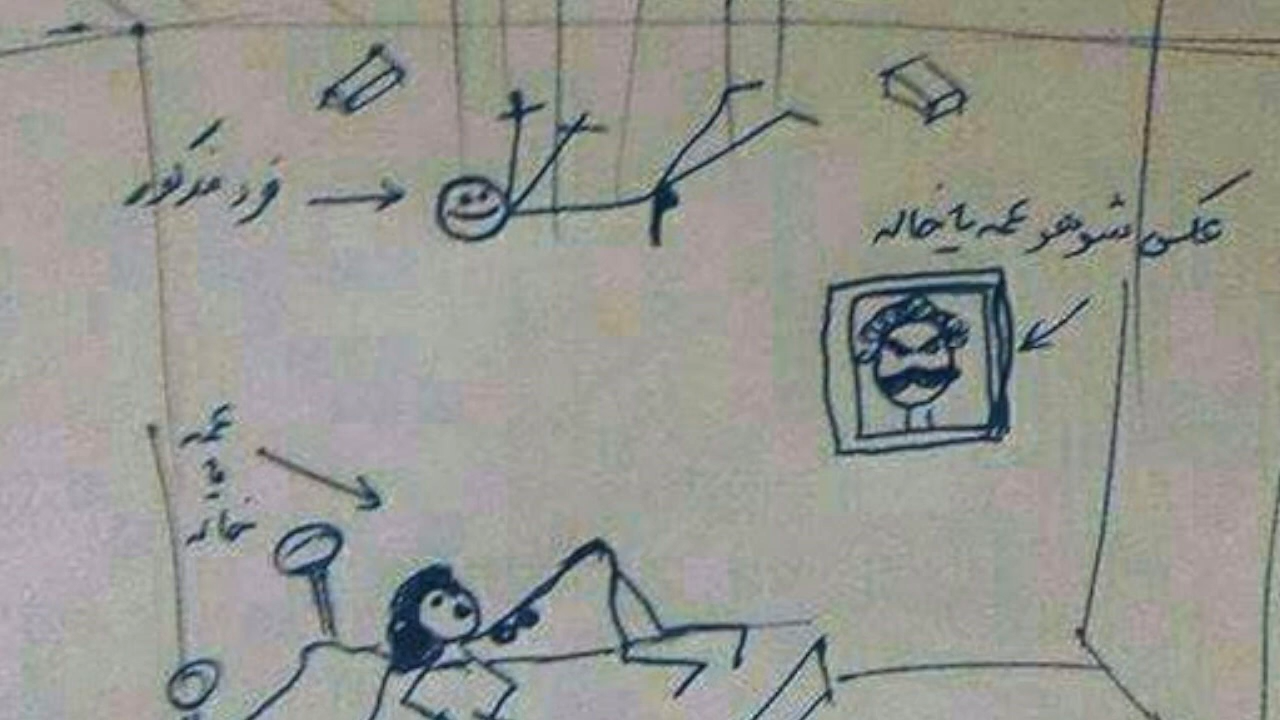 فرد مذکور
عکس شوهر عمه یا خاله
عمه
یا
خاله